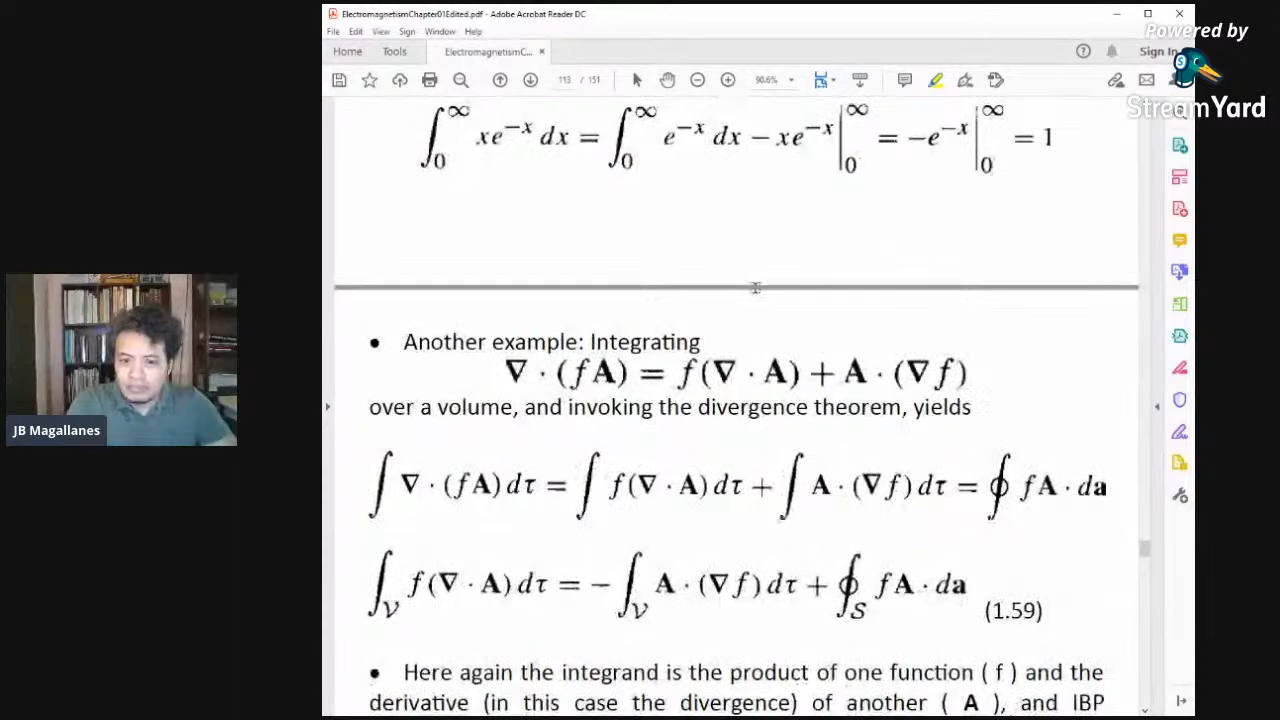 ElectromagnetismChapter01Edited.pdf - Adobe Acrobat Reader DC
Powered by
StreamYard
File Edit View Sign Window Help
Home Tools ElectromagnetismC... × Sign In
113 / 151 90.6%
∫₀^∞ xe^{−x} dx = ∫₀^∞ e^{−x} dx − xe^{−x} |₀^∞ = −e^{−x} |₀^∞ = 1
• Another example: Integrating
∇ · (fA) = f(∇ · A) + A · (∇f)
over a volume, and invoking the divergence theorem, yields
∫ ∇ · (fA) dτ = ∫ f(∇ · A) dτ + ∫ A · (∇f) dτ = ∮ fA · da
∫_V f(∇ · A) dτ = − ∫_V A · (∇f) dτ + ∮_S fA · da
(1.59)
• Here again the integrand is the product of one function ( f ) and the
derivative (in this case the divergence) of another ( A ), and IBP
JB Magallanes